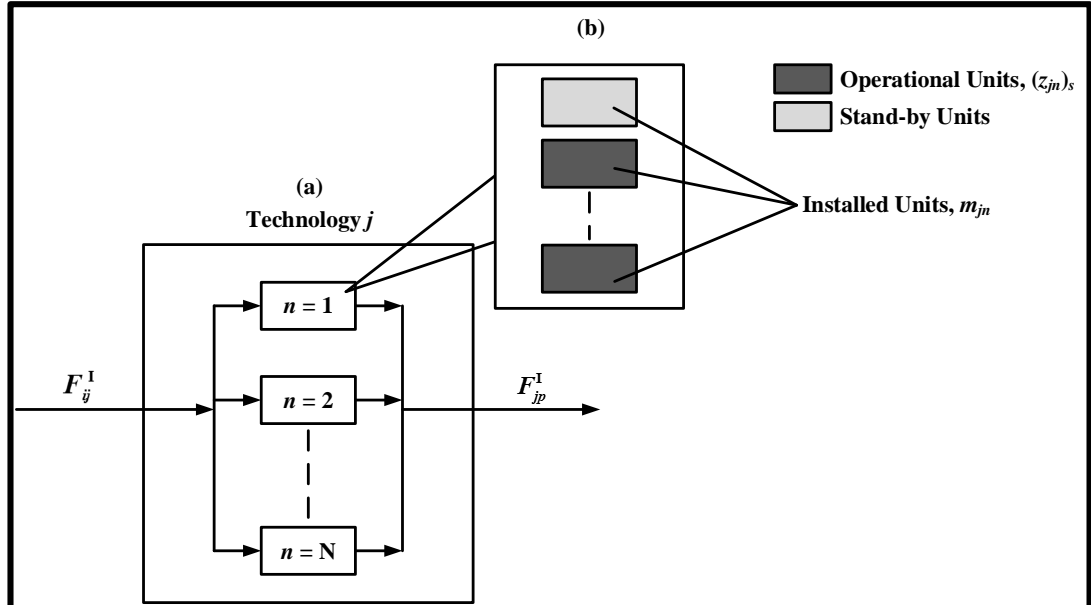 (b)
Operational Units, (z_jn)_s
Stand-by Units
(a)
Technology j
Installed Units, m_jn
n = 1
F_ij^I
n = 2
F_jp^I
n = N